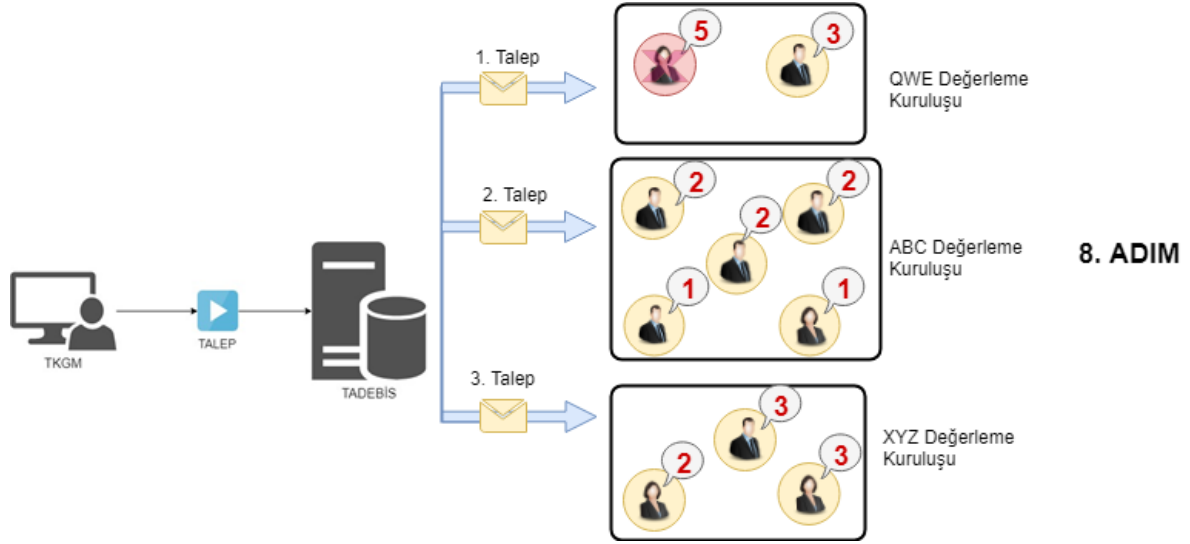 1. Talep
5
3
QWE Değerleme
Kuruluşu
2. Talep
2
2
2
1
1
ABC Değerleme
Kuruluşu
8. ADIM
TKGM
TALEP
TADEBİS
3. Talep
3
2
3
XYZ Değerleme
Kuruluşu